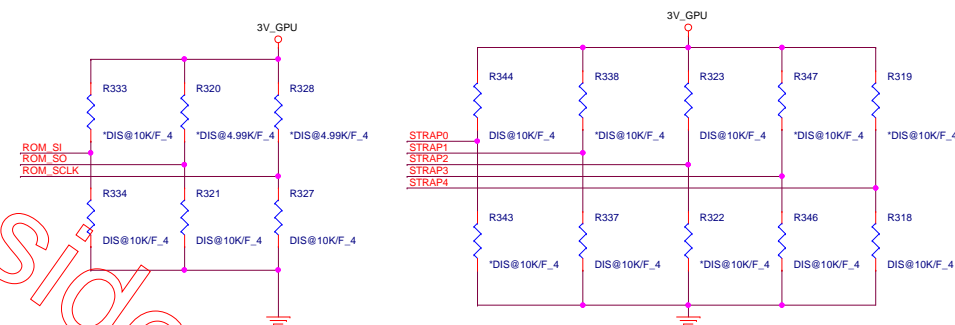 3V_GPU
R333
R320
R328
*DIS@10K/F_4
*DIS@4.99K/F_4
*DIS@4.99K/F_4
ROM_SI
ROM_SO
ROM_SCLK
R334
R321
R327
DIS@10K/F_4
DIS@10K/F_4
DIS@10K/F_4
3V_GPU
R344
R338
R323
R347
R319
DIS@10K/F_4
*DIS@10K/F_4
DIS@10K/F_4
*DIS@10K/F_4
*DIS@10K/F_4
STRAP0
STRAP1
STRAP2
STRAP3
STRAP4
R343
R337
R322
R346
R318
*DIS@10K/F_4
DIS@10K/F_4
*DIS@10K/F_4
DIS@10K/F_4
DIS@10K/F_4